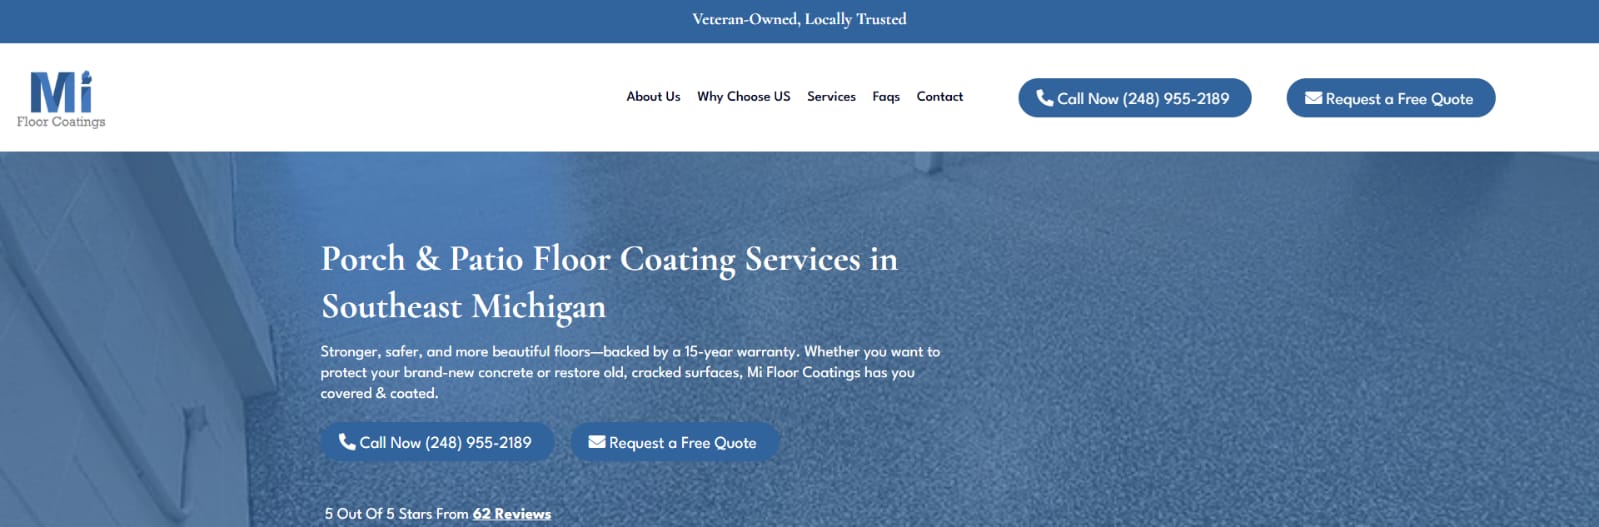 Veteran-Owned, Locally Trusted
Mi
Floor Coatings
About Us Why Choose US Services Faqs Contact
Call Now (248) 955-2189 Request a Free Quote
Porch & Patio Floor Coating Services in
Southeast Michigan
Stronger, safer, and more beautiful floors—backed by a 15-year warranty. Whether you want to
protect your brand-new concrete or restore old, cracked surfaces, Mi Floor Coatings has you
covered & coated.
Call Now (248) 955-2189 Request a Free Quote
5 Out Of 5 Stars From 62 Reviews